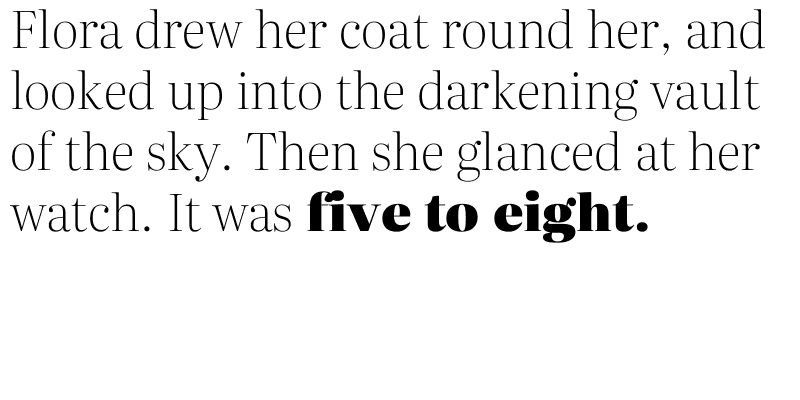 Flora drew her coat round her, and
looked up into the darkening vault
of the sky. Then she glanced at her
watch. It was five to eight.